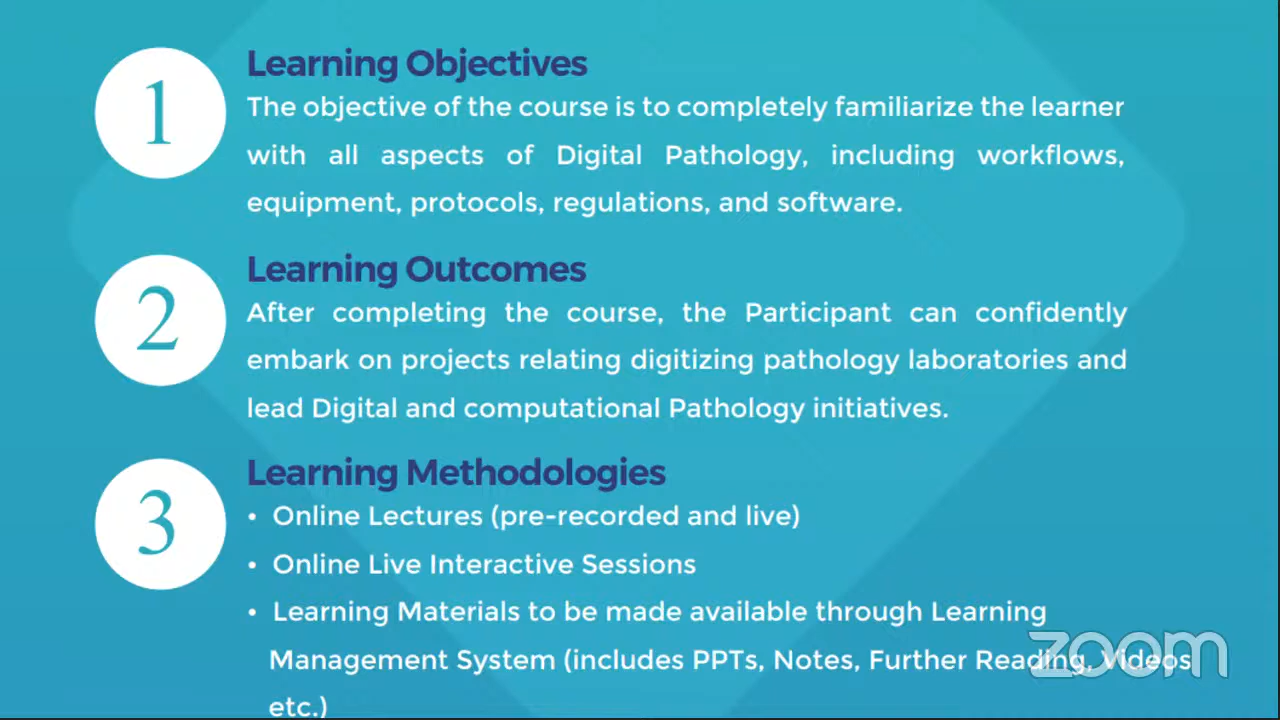 1
Learning Objectives
The objective of the course is to completely familiarize the learner
with all aspects of Digital Pathology, including workflows,
equipment, protocols, regulations, and software.
2
Learning Outcomes
After completing the course, the Participant can confidently
embark on projects relating digitizing pathology laboratories and
lead Digital and computational Pathology initiatives.
3
Learning Methodologies
• Online Lectures (pre-recorded and live)
• Online Live Interactive Sessions
• Learning Materials to be made available through Learning
Management System (includes PPTs, Notes, Further Reading, Videos
etc.)
zoom